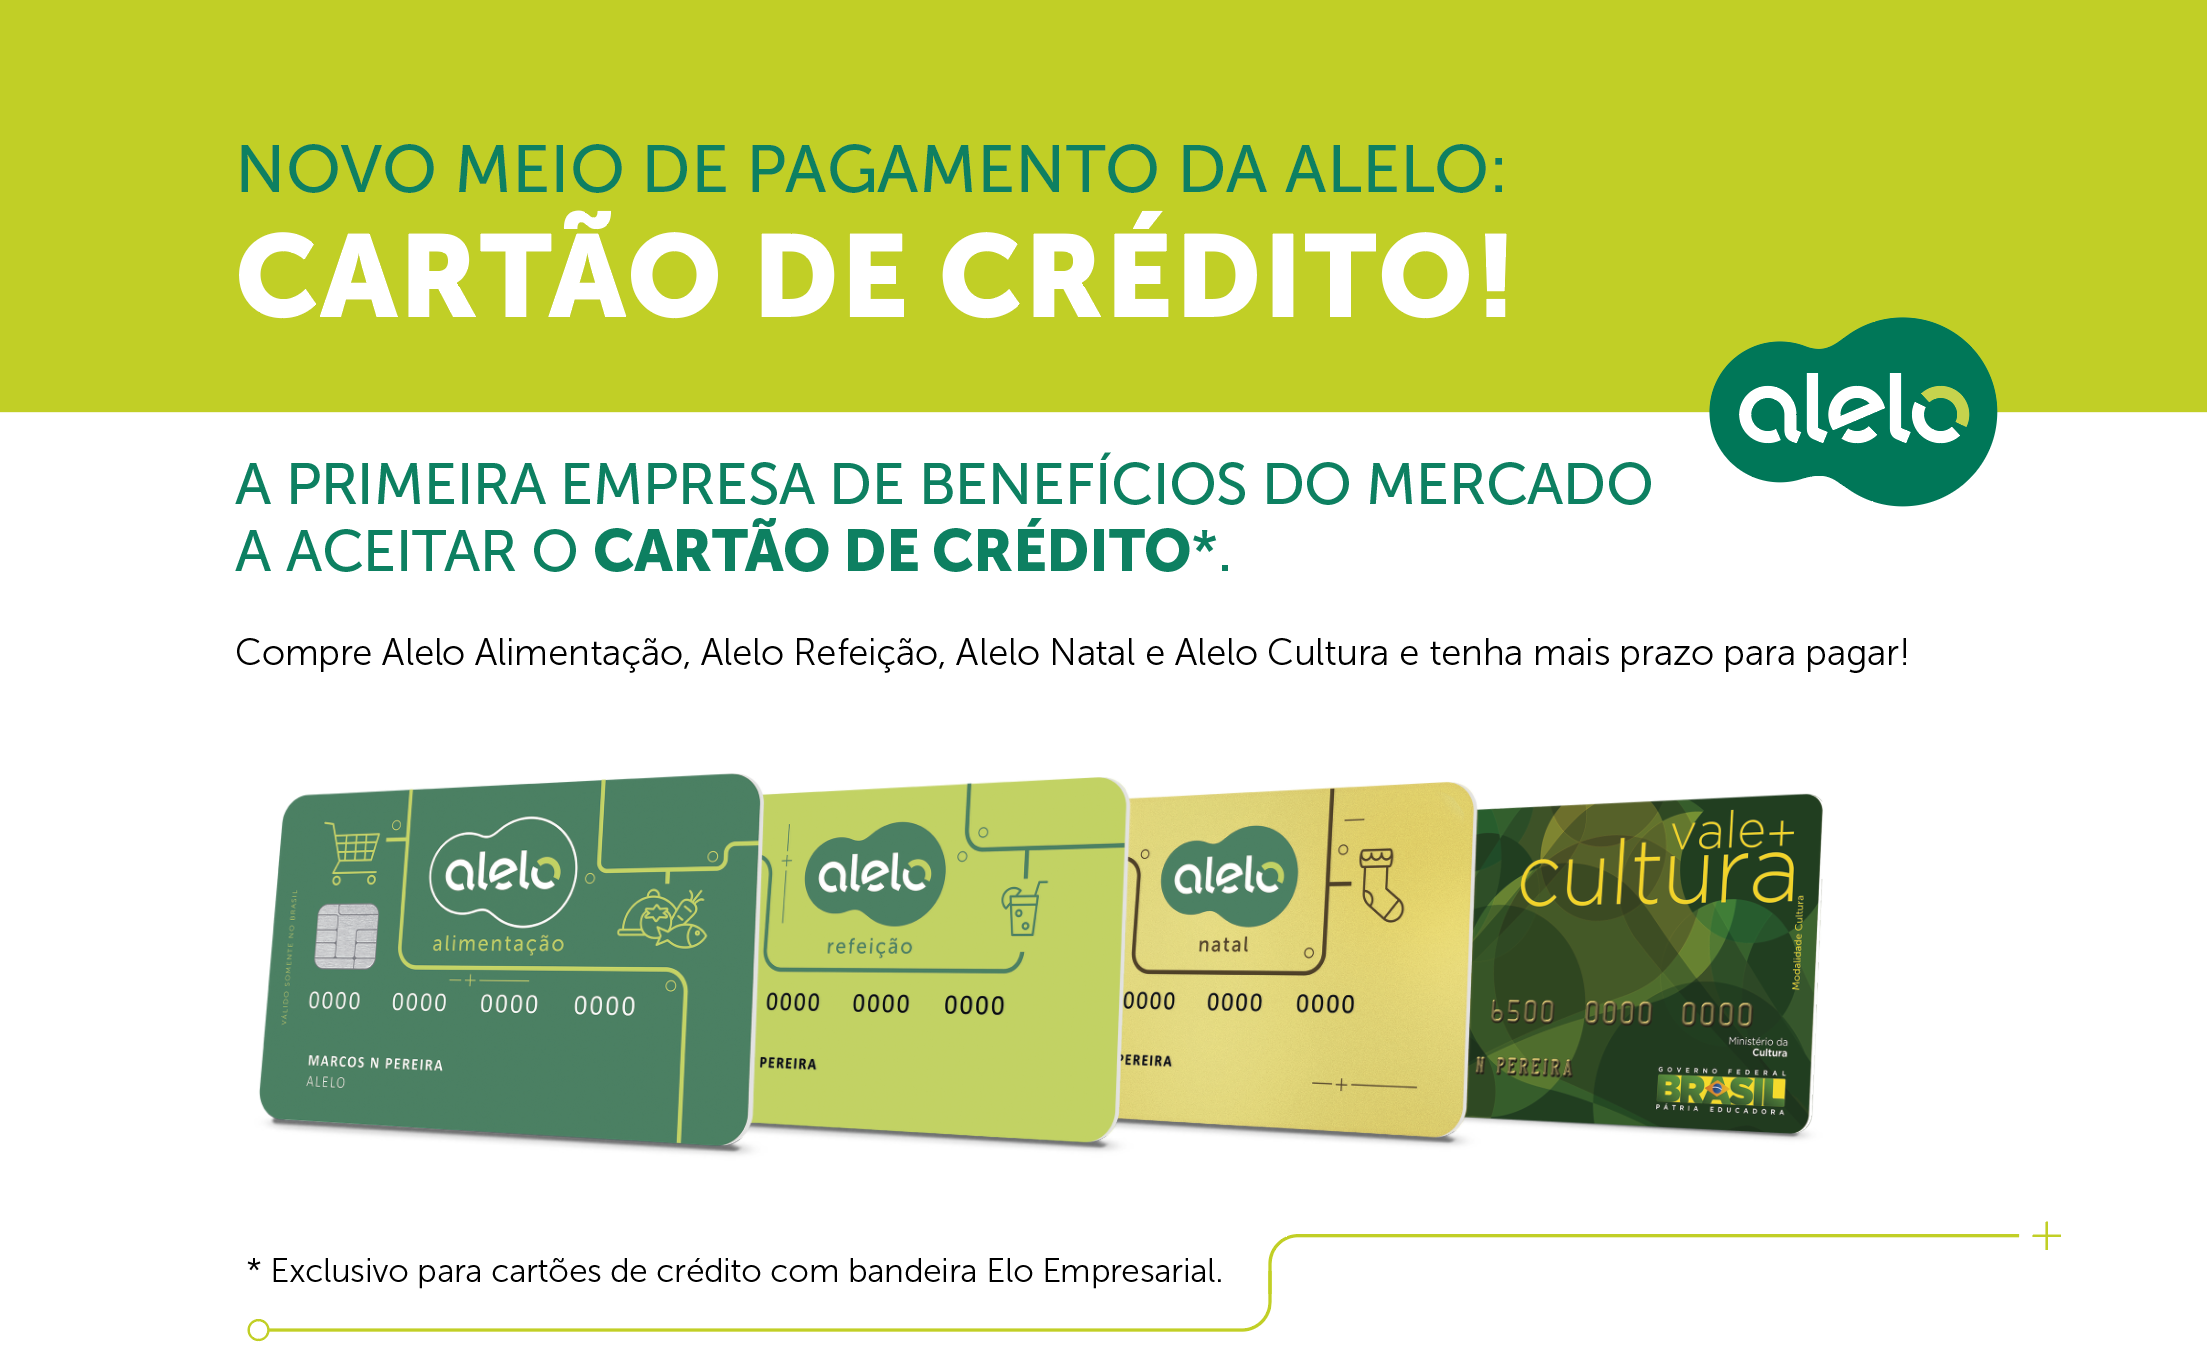 NOVO MEIO DE PAGAMENTO DA ALELO:
CARTÃO DE CRÉDITO!
alelo
A PRIMEIRA EMPRESA DE BENEFÍCIOS DO MERCADO
A ACEITAR O CARTÃO DE CRÉDITO*.
Compre Alelo Alimentação, Alelo Refeição, Alelo Natal e Alelo Cultura e tenha mais prazo para pagar!
VÁLIDO SOMENTE NO BRASIL
alelo
alimentação
0000 0000 0000 0000
MARCOS N PEREIRA
ALELO
alelo
refeição
0000 0000 0000
PEREIRA
alelo
natal
0000 0000 0000
PEREIRA
vale+
cultura
Modalidade Cultura
6500 0000 0000
N PEREIRA
Ministério da
Cultura
GOVERNO FEDERAL
BRASIL
PÁTRIA EDUCADORA
* Exclusivo para cartões de crédito com bandeira Elo Empresarial.